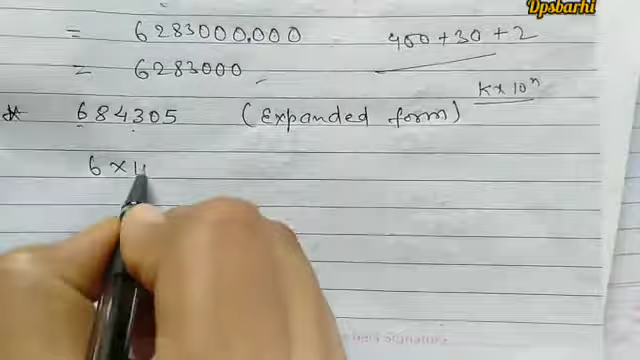 Dpsbarhi
= 6283000.000 400 + 30 + 2
= 6283000
K × 10ⁿ
* 684305 (Expanded form)
6 × 1